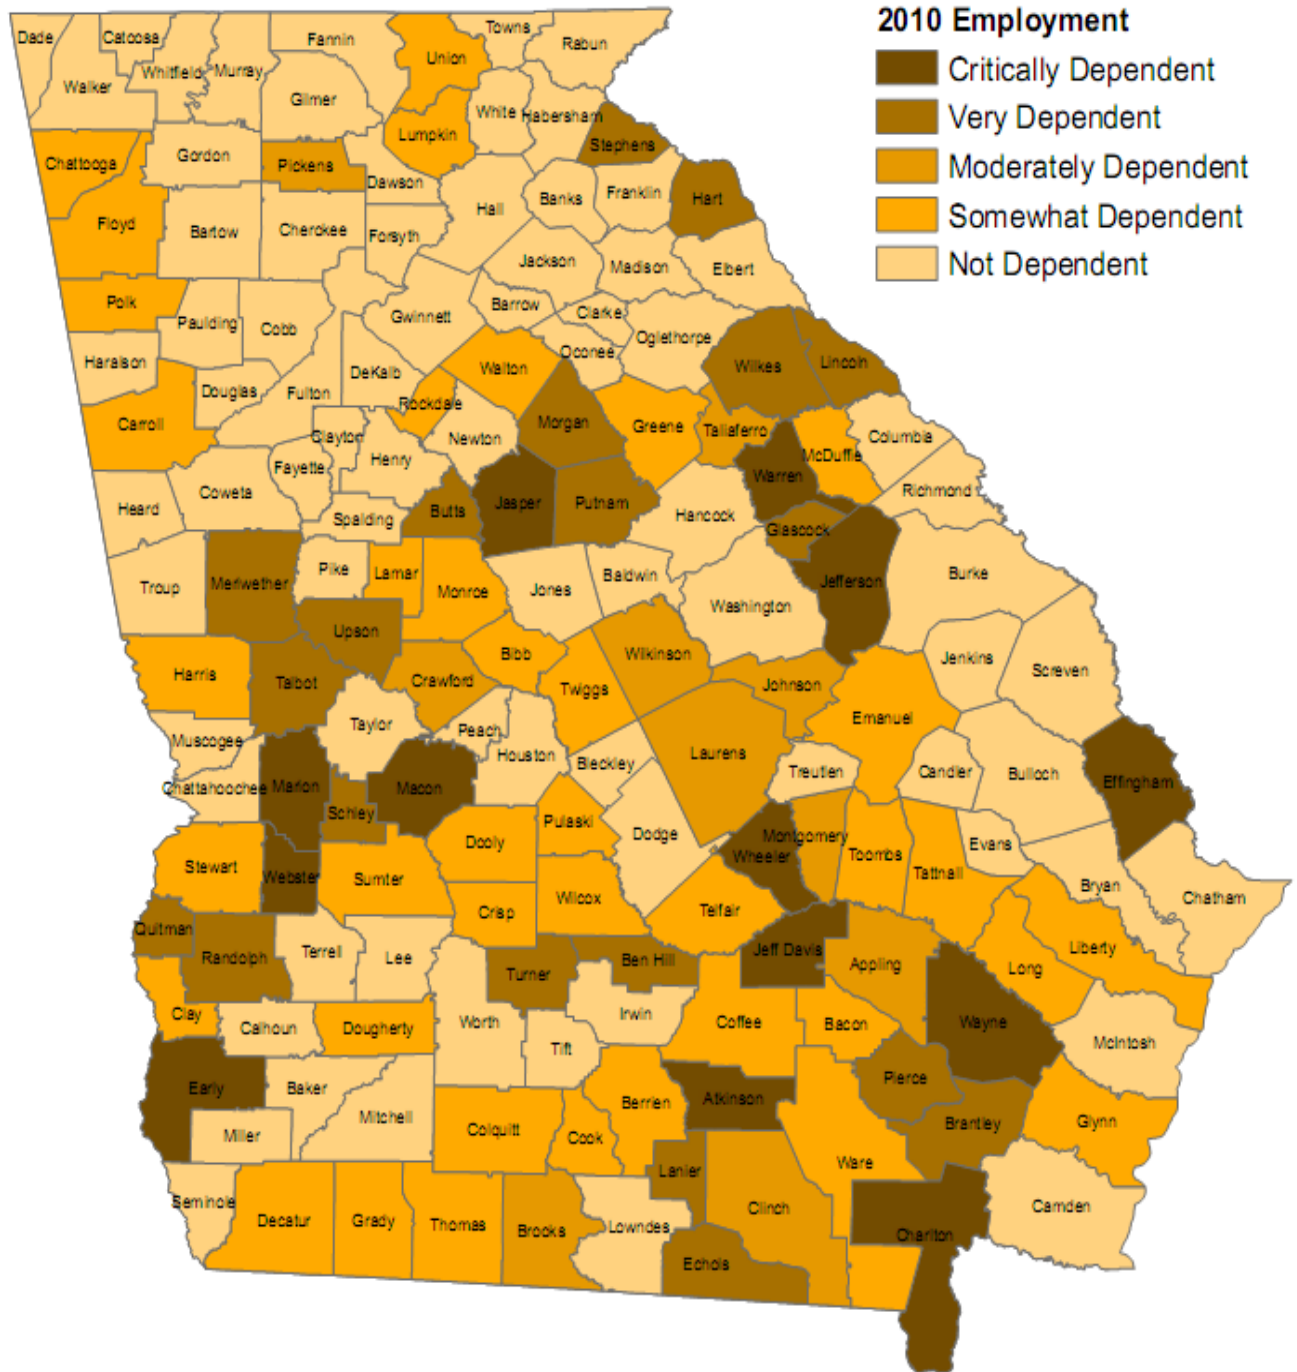 2010 Employment
Critically Dependent
Very Dependent
Moderately Dependent
Somewhat Dependent
Not Dependent
Dade
Catoosa
Fannin
Towns
Rabun
Union
Walker
Whitfield
Murray
Gilmer
White
Habersham
Lumpkin
Stephens
Chattooga
Gordon
Pickens
Dawson
Banks
Franklin
Hart
Floyd
Bartow
Cherokee
Forsyth
Hall
Jackson
Madison
Elbert
Polk
Paulding
Cobb
Gwinnett
Barrow
Clarke
Oconee
Oglethorpe
Haralson
Douglas
Fulton
DeKalb
Rockdale
Walton
Wilkes
Lincoln
Carroll
Clayton
Newton
Morgan
Greene
Taliaferro
McDuffie
Columbia
Heard
Coweta
Fayette
Henry
Warren
Richmond
Spalding
Butts
Jasper
Putnam
Hancock
Glascock
Troup
Meriwether
Pike
Lamar
Monroe
Jones
Baldwin
Washington
Jefferson
Burke
Upson
Bibb
Wilkinson
Jenkins
Screven
Harris
Talbot
Crawford
Twiggs
Johnson
Emanuel
Taylor
Peach
Houston
Bleckley
Laurens
Treutlen
Candler
Bulloch
Effingham
Muscogee
Chattahoochee
Marion
Macon
Schley
Dooly
Pulaski
Dodge
Wheeler
Montgomery
Toombs
Tattnall
Evans
Bryan
Chatham
Stewart
Webster
Sumter
Crisp
Wilcox
Telfair
Quitman
Randolph
Terrell
Lee
Turner
Ben Hill
Jeff Davis
Appling
Long
Liberty
Clay
Calhoun
Dougherty
Worth
Irwin
Tift
Coffee
Bacon
Wayne
McIntosh
Early
Baker
Mitchell
Miller
Colquitt
Cook
Berrien
Atkinson
Pierce
Brantley
Glynn
Ware
Lanier
Seminole
Decatur
Grady
Thomas
Brooks
Lowndes
Clinch
Echols
Charlton
Camden